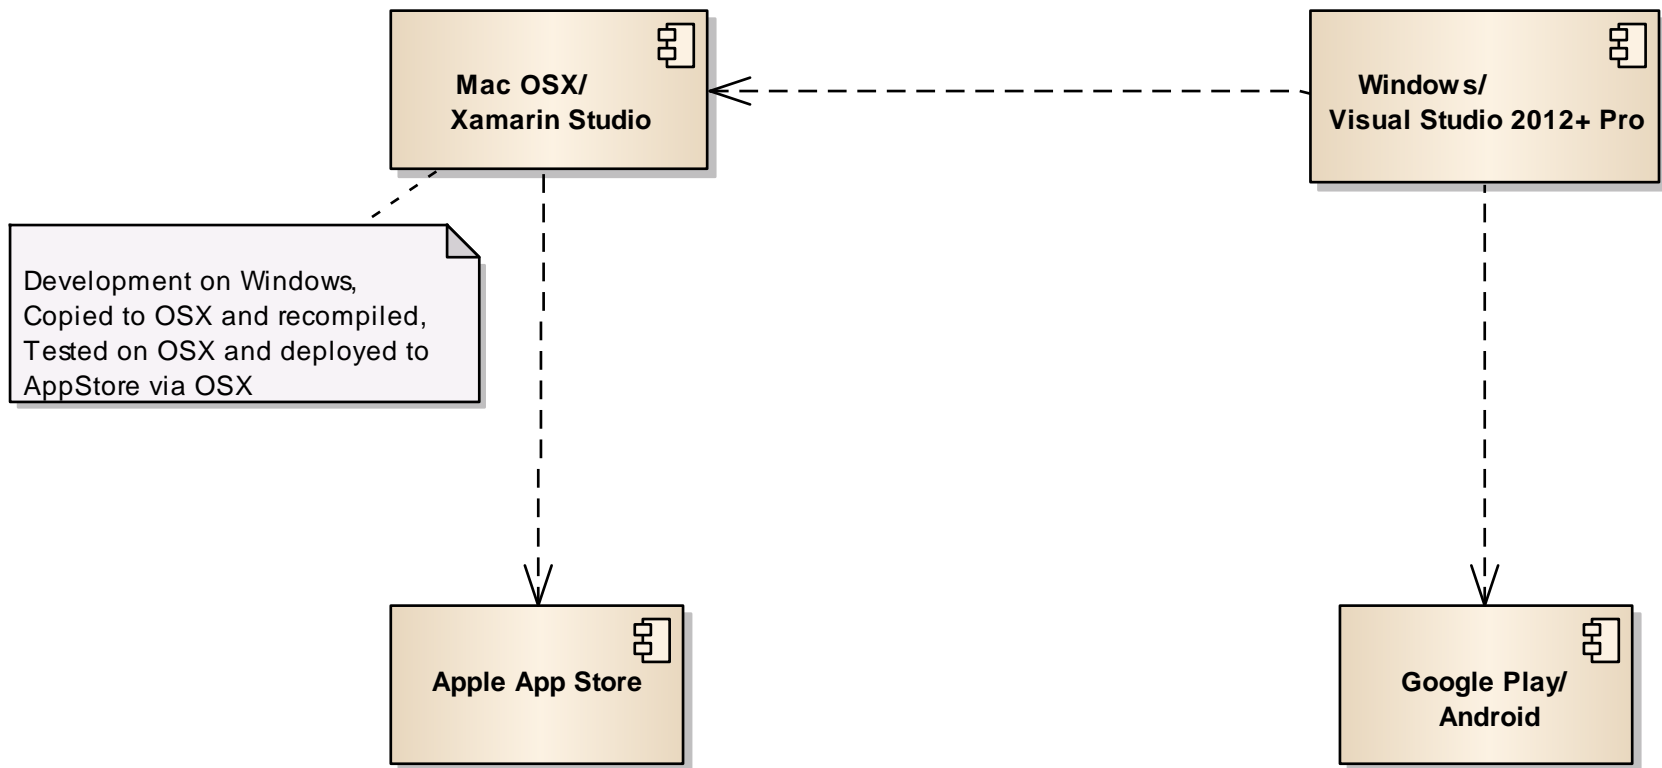 Mac OSX/
Xamarin Studio
Windows/
Visual Studio 2012+ Pro
Development on Windows,
Copied to OSX and recompiled,
Tested on OSX and deployed to
AppStore via OSX
Apple App Store
Google Play/
Android